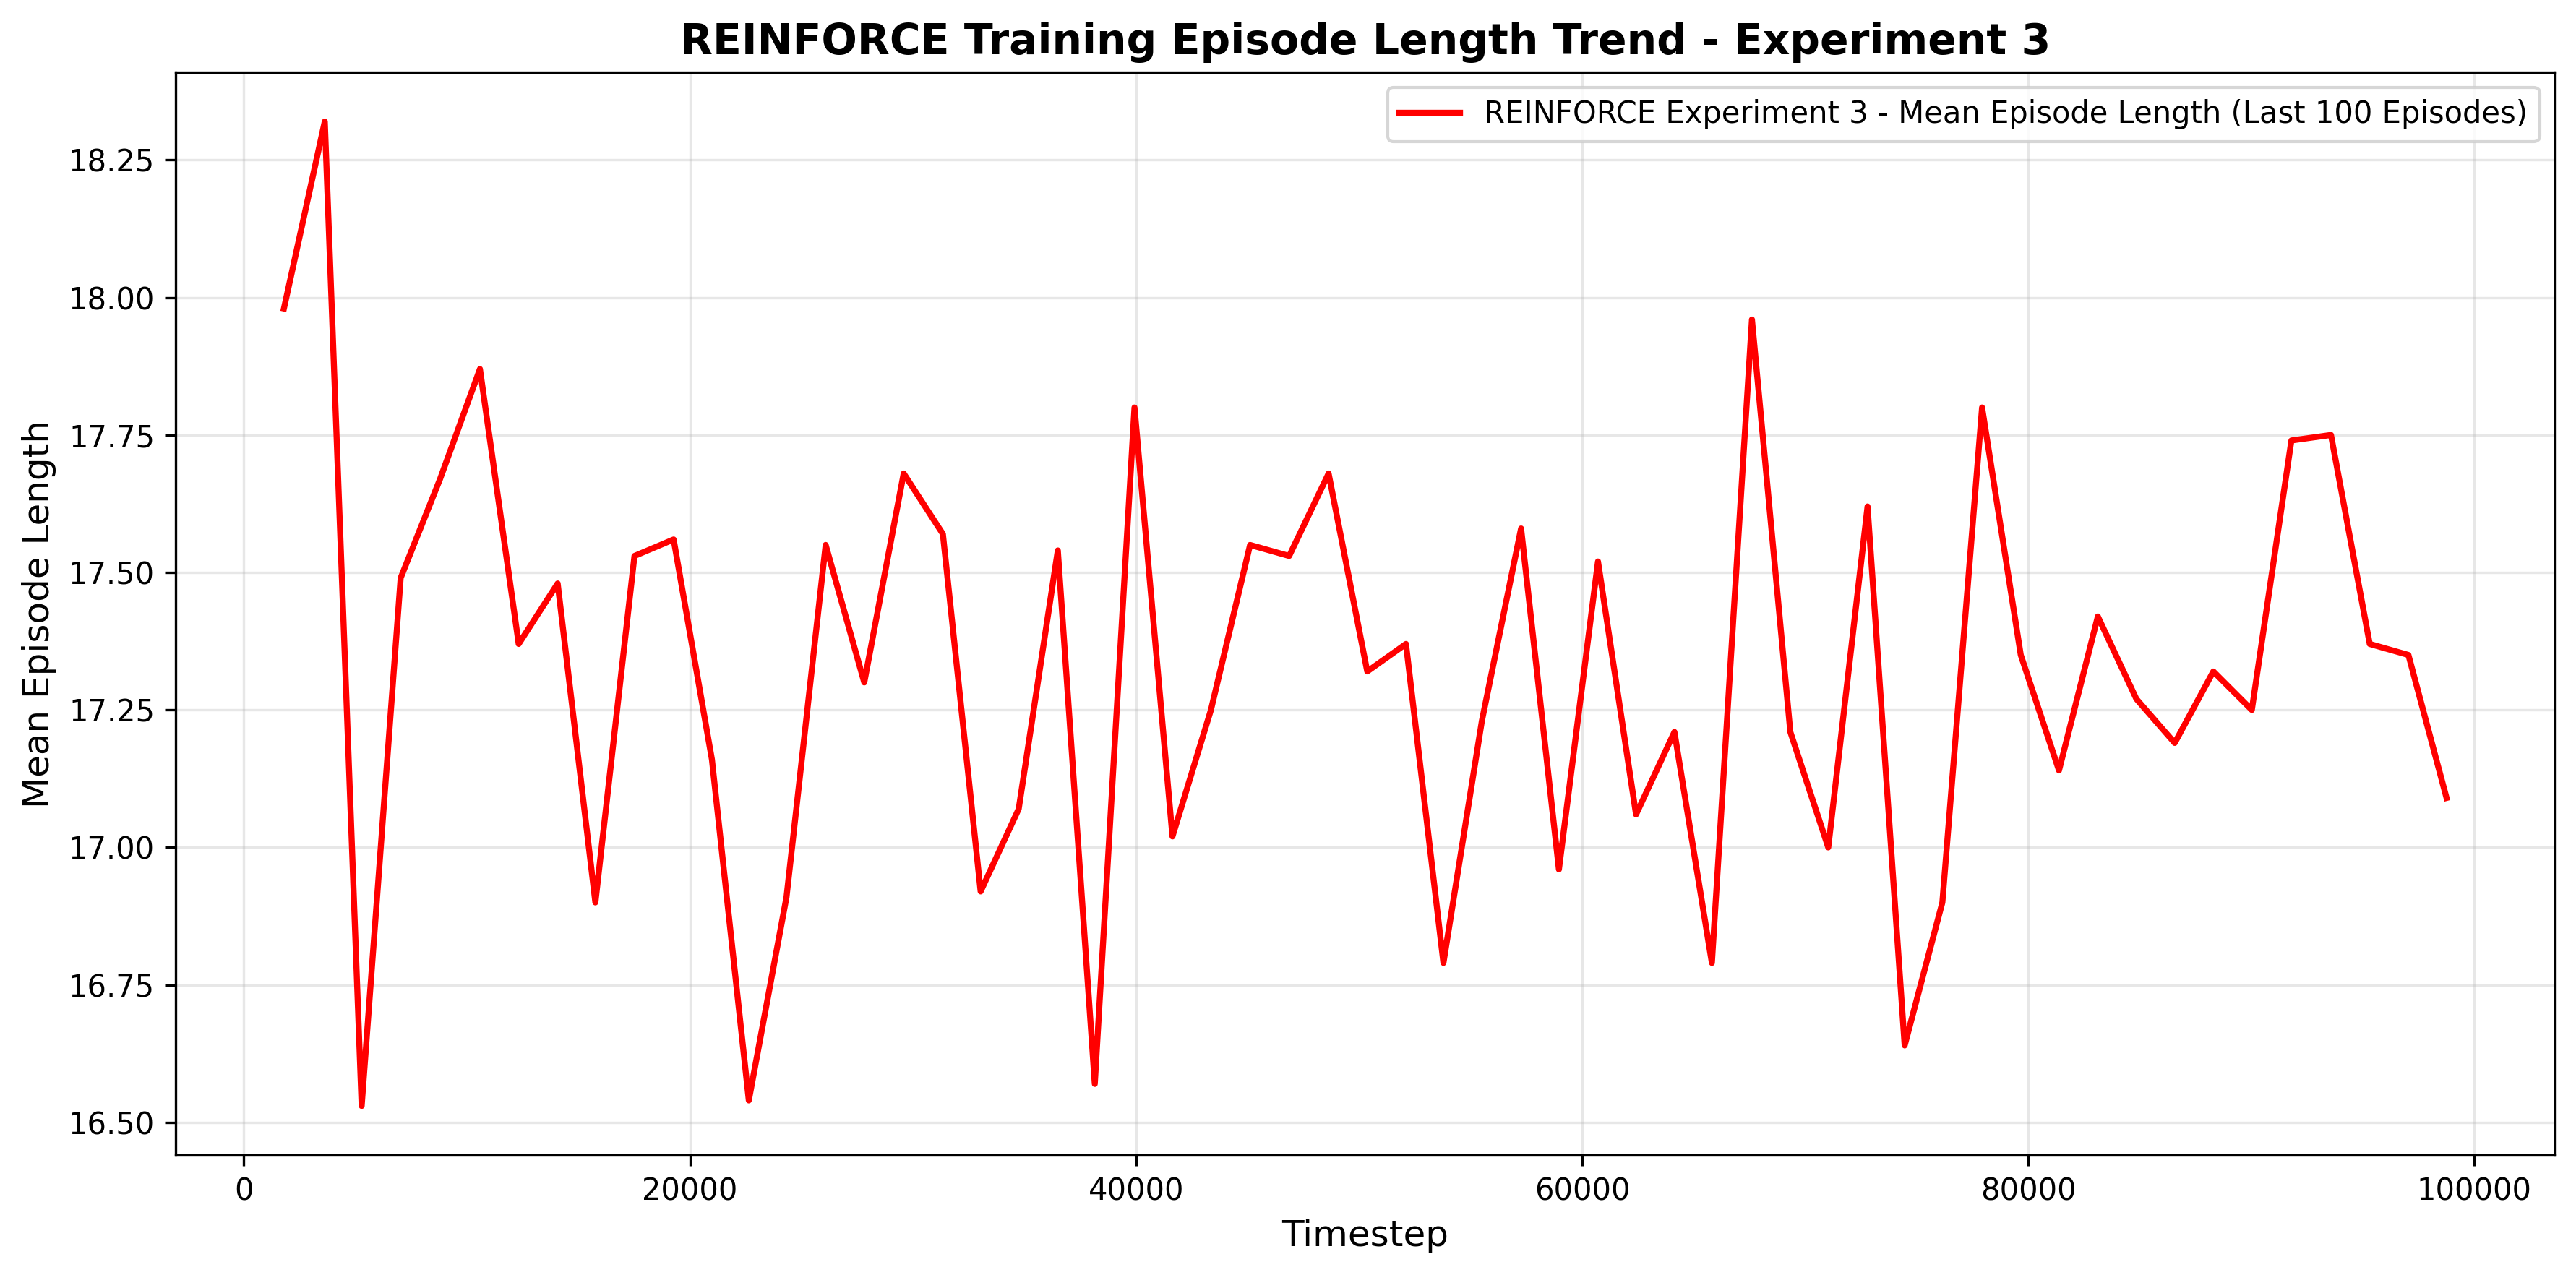 REINFORCE Training Episode Length Trend - Experiment 3
REINFORCE Experiment 3 - Mean Episode Length (Last 100 Episodes)
Mean Episode Length
18.25
18.00
17.75
17.50
17.25
17.00
16.75
16.50
0 20000 40000 60000 80000 100000
Timestep